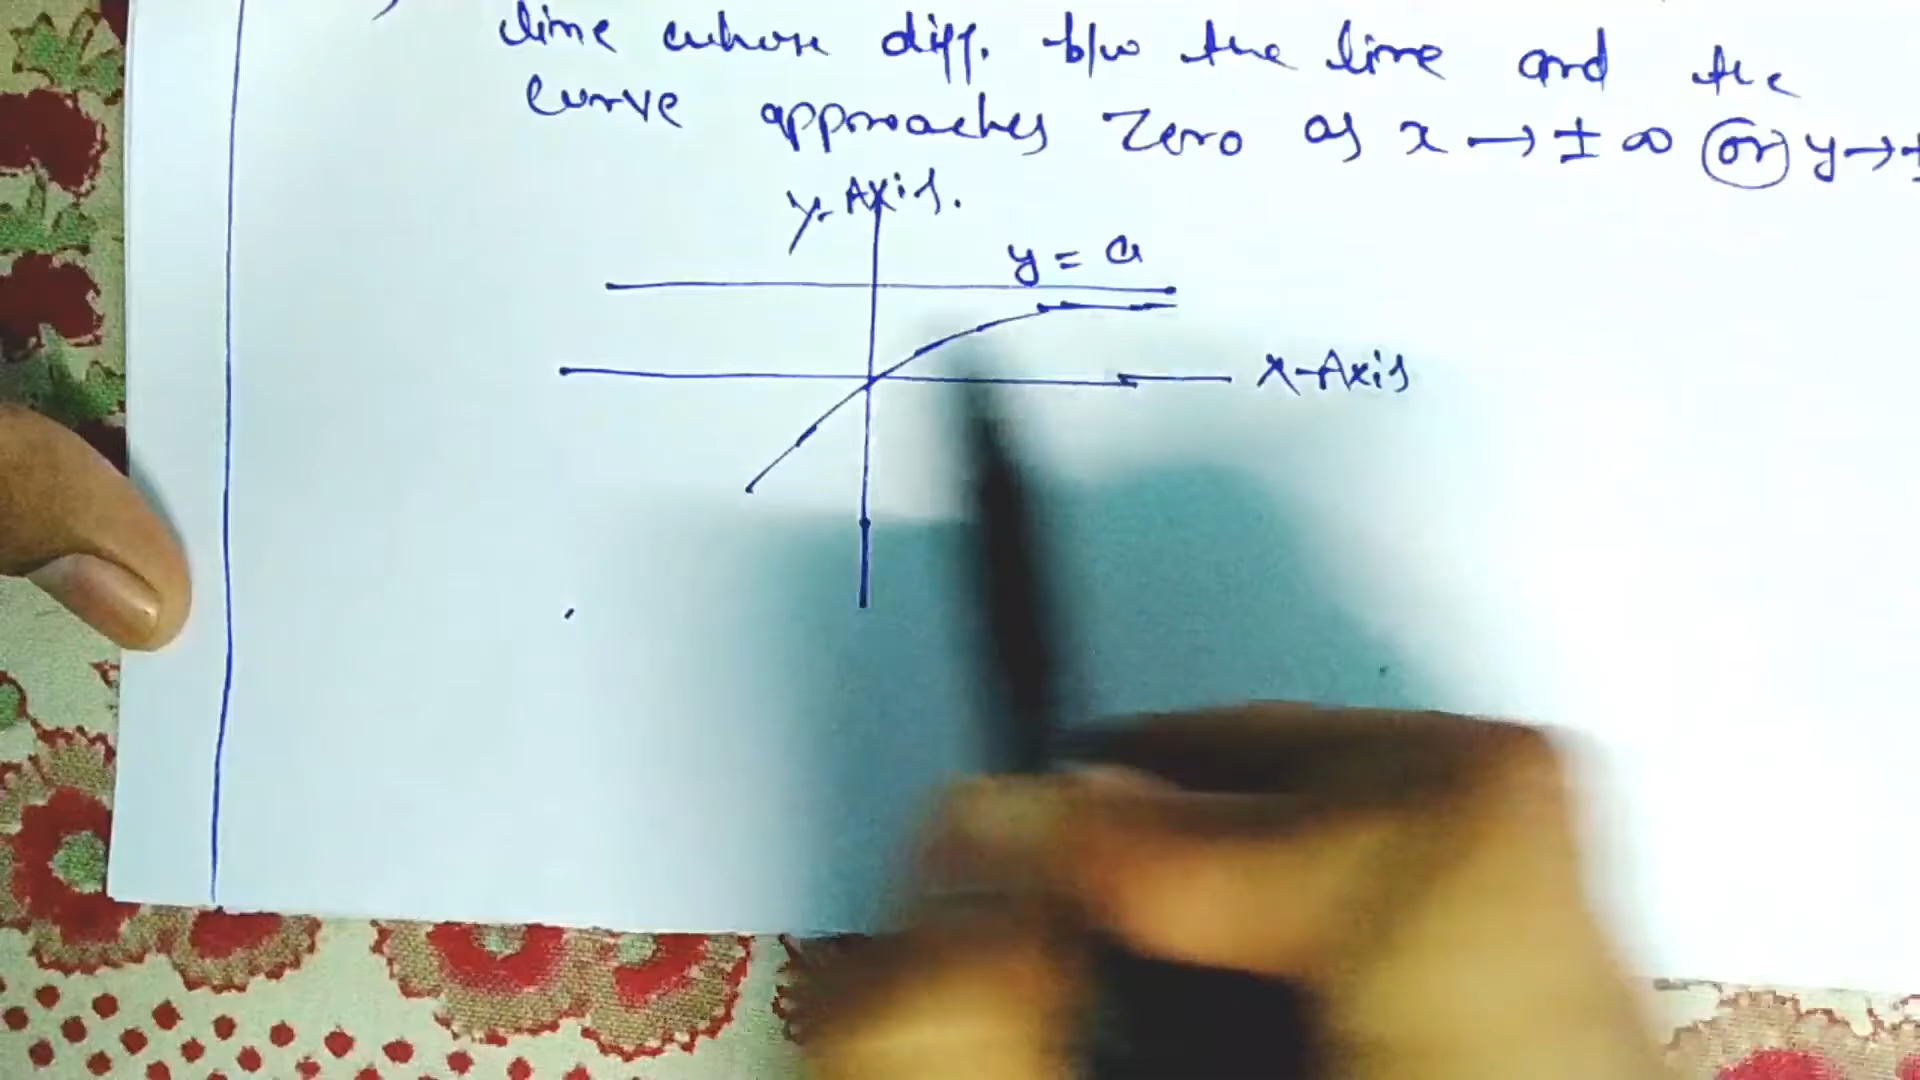 line whose diff. b/w the line and the
curve approaches zero as x → ± ∞ or y → ±
y-Axis.
y = a
x-Axis